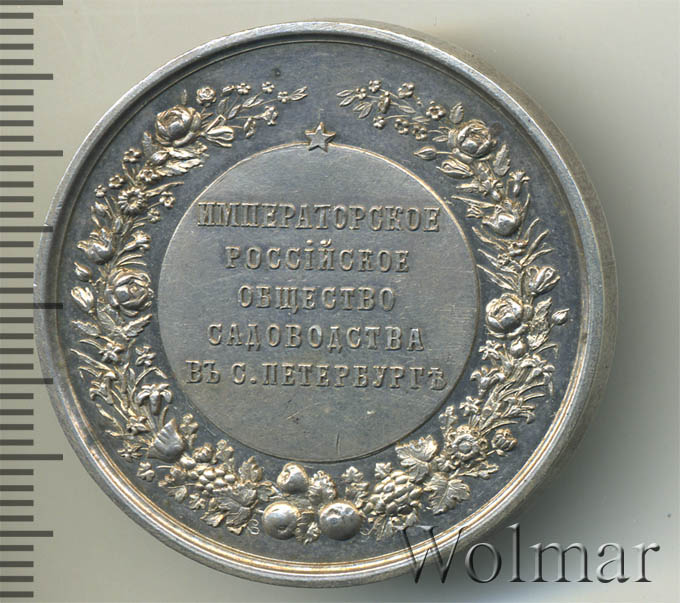 ИМПЕРАТОРСКОЕ
РОССІЙСКОЕ
ОБЩЕСТВО
САДОВОДСТВА
ВЪ С. ПЕТЕРБУРГѢ
Wolmar